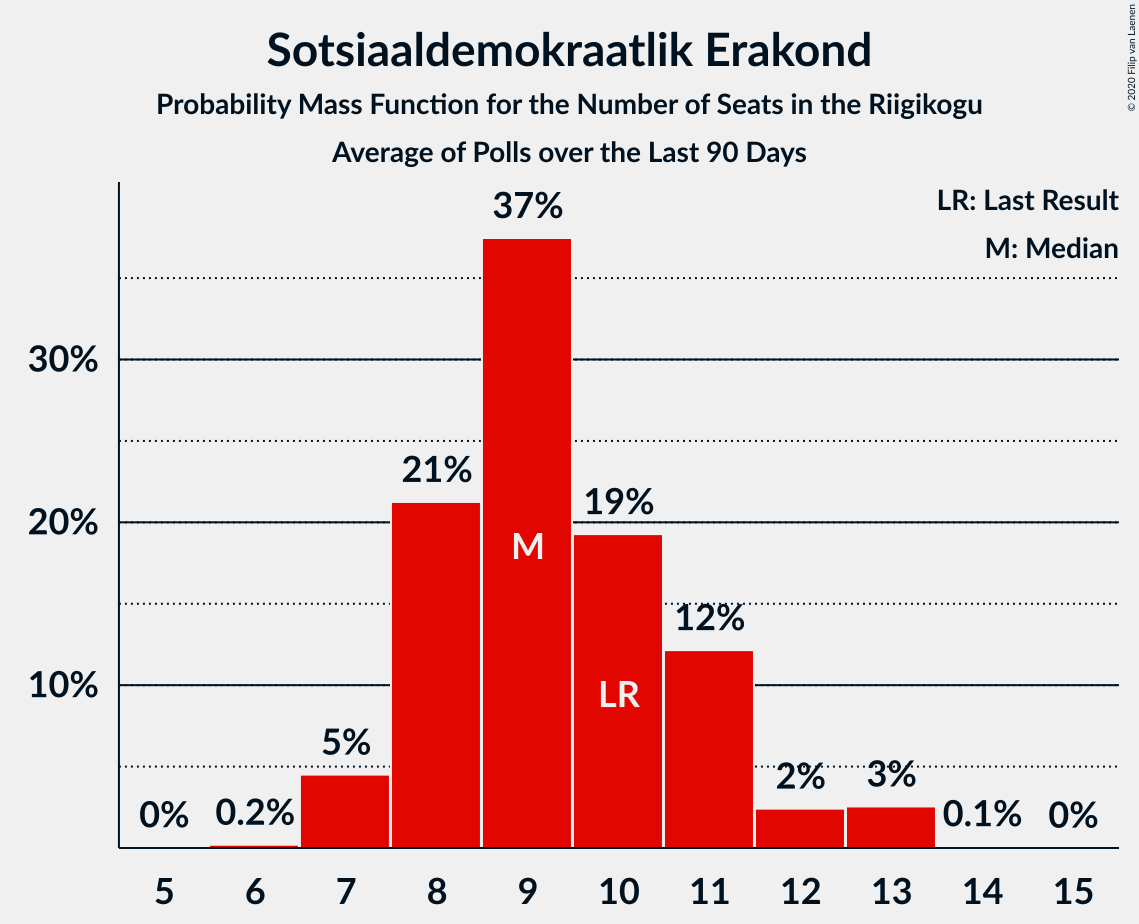 Sotsiaaldemokraatlik Erakond
Probability Mass Function for the Number of Seats in the Riigikogu
Average of Polls over the Last 90 Days
© 2020 Filip van Laenen
LR: Last Result
M: Median
37%
30%
21%
19%
20%
M
12%
LR
10%
5%
2%
3%
0%
0.2%
0.1%
0%
5 6 7 8 9 10 11 12 13 14 15